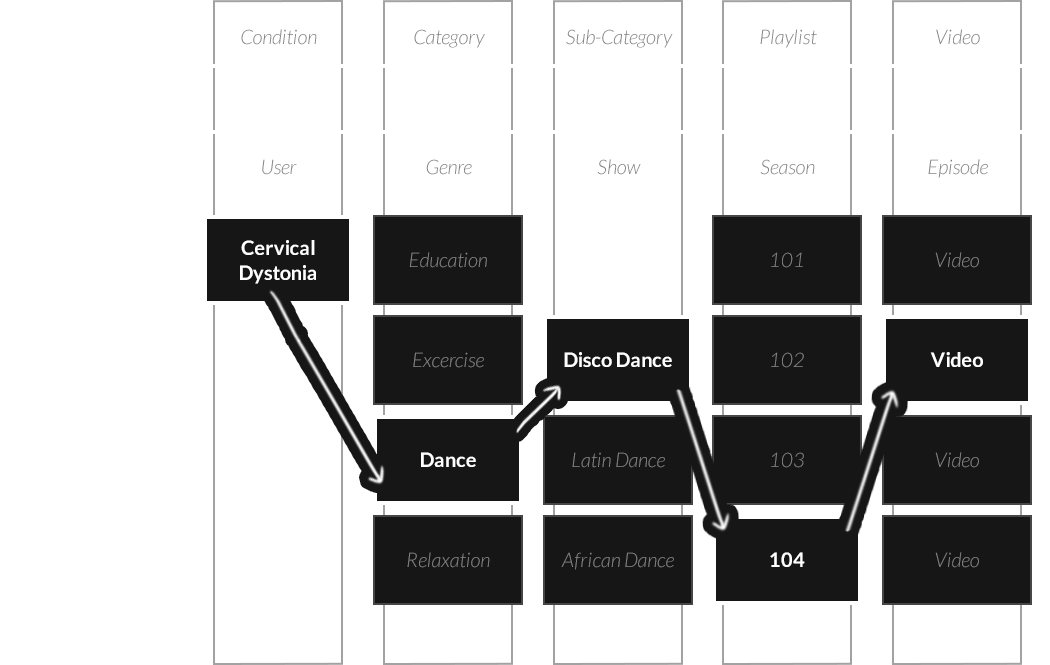 Condition Category Sub-Category Playlist Video
User Genre Show Season Episode
Cervical
Dystonia
Education 101 Video
Excercise Disco Dance 102 Video
Dance Latin Dance 103 Video
Relaxation African Dance 104 Video